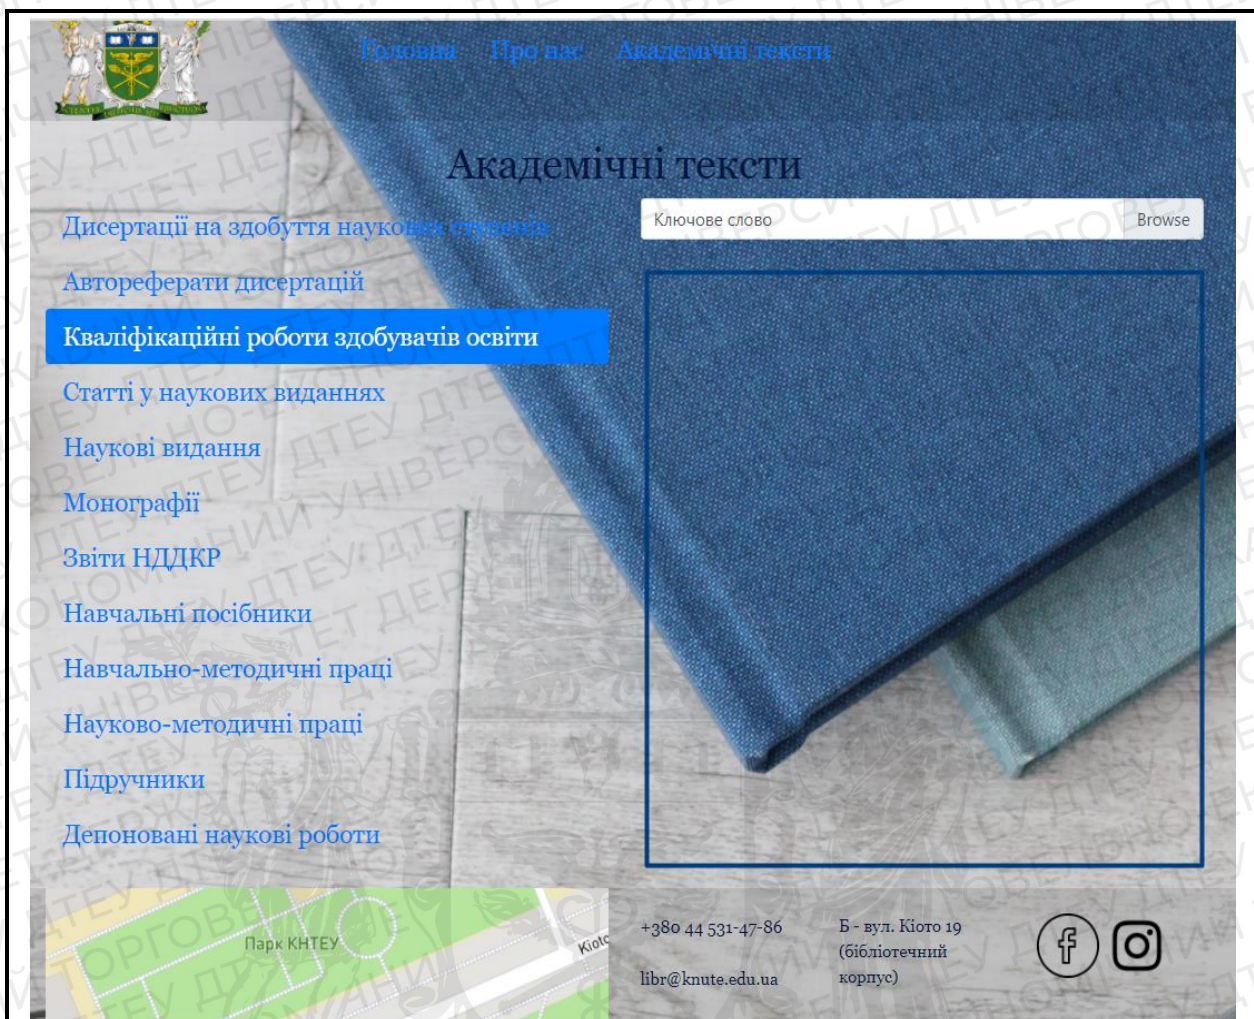 Головна Про нас Академічні тексти
Академічні тексти
Дисертації на здобуття наукових ступенів
Ключове слово Browse
Автореферати дисертацій
Кваліфікаційні роботи здобувачів освіти
Статті у наукових виданнях
Наукові видання
Монографії
Звіти НДДКР
Навчальні посібники
Навчально-методичні праці
Науково-методичні праці
Підручники
Депоновані наукові роботи
Парк КНТЕУ
Kioto
+380 44 531-47-86
libr@knute.edu.ua
Б - вул. Кіото 19
(бібліотечний
корпус)